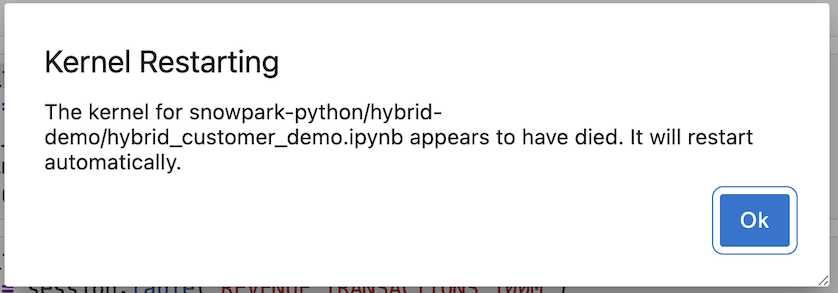 Kernel Restarting
The kernel for snowpark-python/hybrid-
demo/hybrid_customer_demo.ipynb appears to have died. It will restart
automatically.
Ok